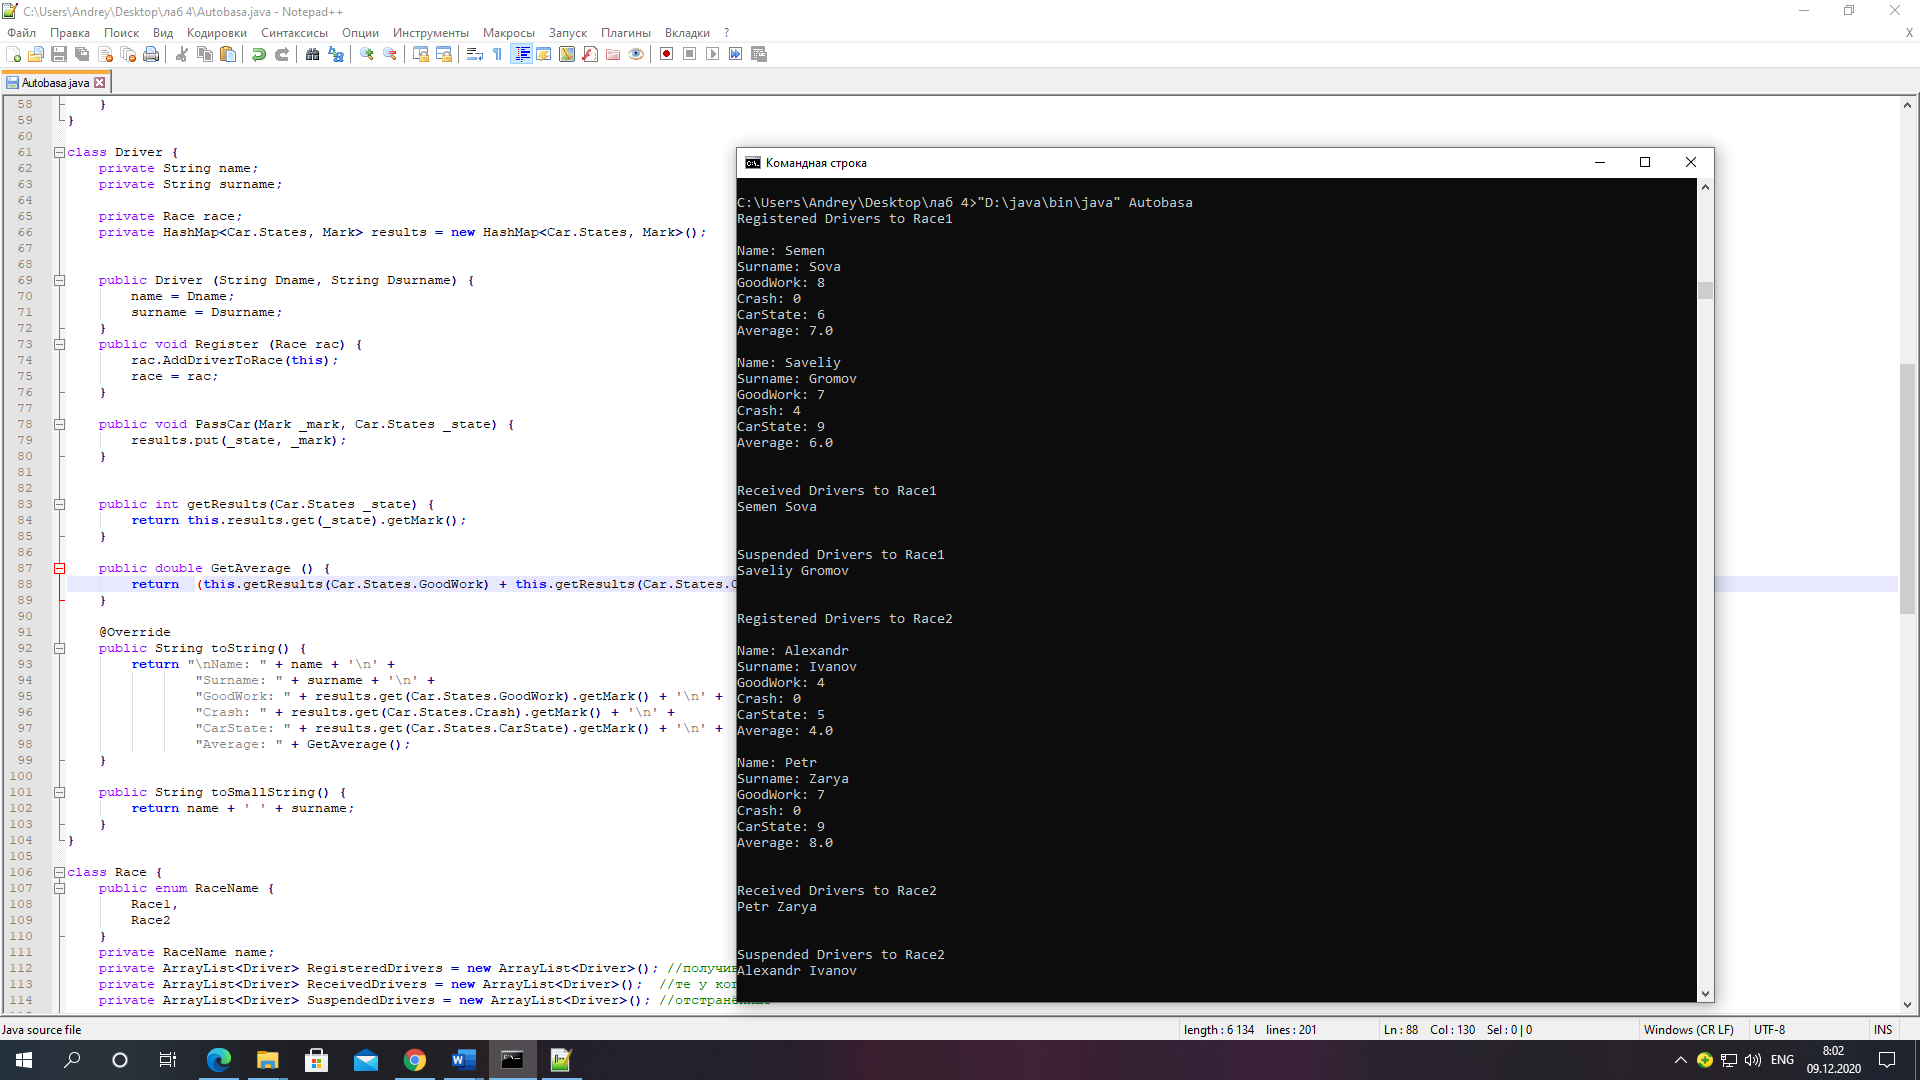 C:\Users\Andrey\Desktop\лаб 4\Autobasa.java - Notepad++
Файл Правка Поиск Вид Кодировки Синтаксисы Опции Инструменты Макросы Запуск Плагины Вкладки ? X
Autobasa.java
58 }
59 }
60
61 class Driver {
62 private String name;
63 private String surname;
64
65 private Race race;
66 private HashMap<Car.States, Mark> results = new HashMap<Car.States, Mark>();
67
68
69 public Driver (String Dname, String Dsurname) {
70 name = Dname;
71 surname = Dsurname;
72 }
73 public void Register (Race rac) {
74 rac.AddDriverToRace(this);
75 race = rac;
76 }
77
78 public void PassCar(Mark _mark, Car.States _state) {
79 results.put(_state, _mark);
80 }
81
82
83 public int getResults(Car.States _state) {
84 return this.results.get(_state).getMark();
85 }
86
87 public double GetAverage () {
88 return (this.getResults(Car.States.GoodWork) + this.getResults(Car.States.
89 }
90
91 @Override
92 public String toString() {
93 return "\nName: " + name + '\n' +
94 "Surname: " + surname + '\n' +
95 "GoodWork: " + results.get(Car.States.GoodWork).getMark() + '\n' +
96 "Crash: " + results.get(Car.States.Crash).getMark() + '\n' +
97 "CarState: " + results.get(Car.States.CarState).getMark() + '\n' +
98 "Average: " + GetAverage();
99 }
100
101 public String toSmallString() {
102 return name + ' ' + surname;
103 }
104 }
105
106 class Race {
107 public enum RaceName {
108 Race1,
109 Race2
110 }
111 private RaceName name;
112 private ArrayList<Driver> RegisteredDrivers = new ArrayList<Driver>(); //получи
113 private ArrayList<Driver> ReceivedDrivers = new ArrayList<Driver>(); //те у ко
114 private ArrayList<Driver> SuspendedDrivers = new ArrayList<Driver>(); //отстранённые
Командная строка
C:\Users\Andrey\Desktop\лаб 4>"D:\java\bin\java" Autobasa
Registered Drivers to Race1
Name: Semen
Surname: Sova
GoodWork: 8
Crash: 0
CarState: 6
Average: 7.0
Name: Saveliy
Surname: Gromov
GoodWork: 7
Crash: 4
CarState: 9
Average: 6.0
Received Drivers to Race1
Semen Sova
Suspended Drivers to Race1
Saveliy Gromov
Registered Drivers to Race2
Name: Alexandr
Surname: Ivanov
GoodWork: 4
Crash: 0
CarState: 5
Average: 4.0
Name: Petr
Surname: Zarya
GoodWork: 7
Crash: 0
CarState: 9
Average: 8.0
Received Drivers to Race2
Petr Zarya
Suspended Drivers to Race2
Alexandr Ivanov
Java source file length : 6 134 lines : 201 Ln : 88 Col : 130 Sel : 0 | 0 Windows (CR LF) UTF-8 INS
ENG 8:02
09.12.2020